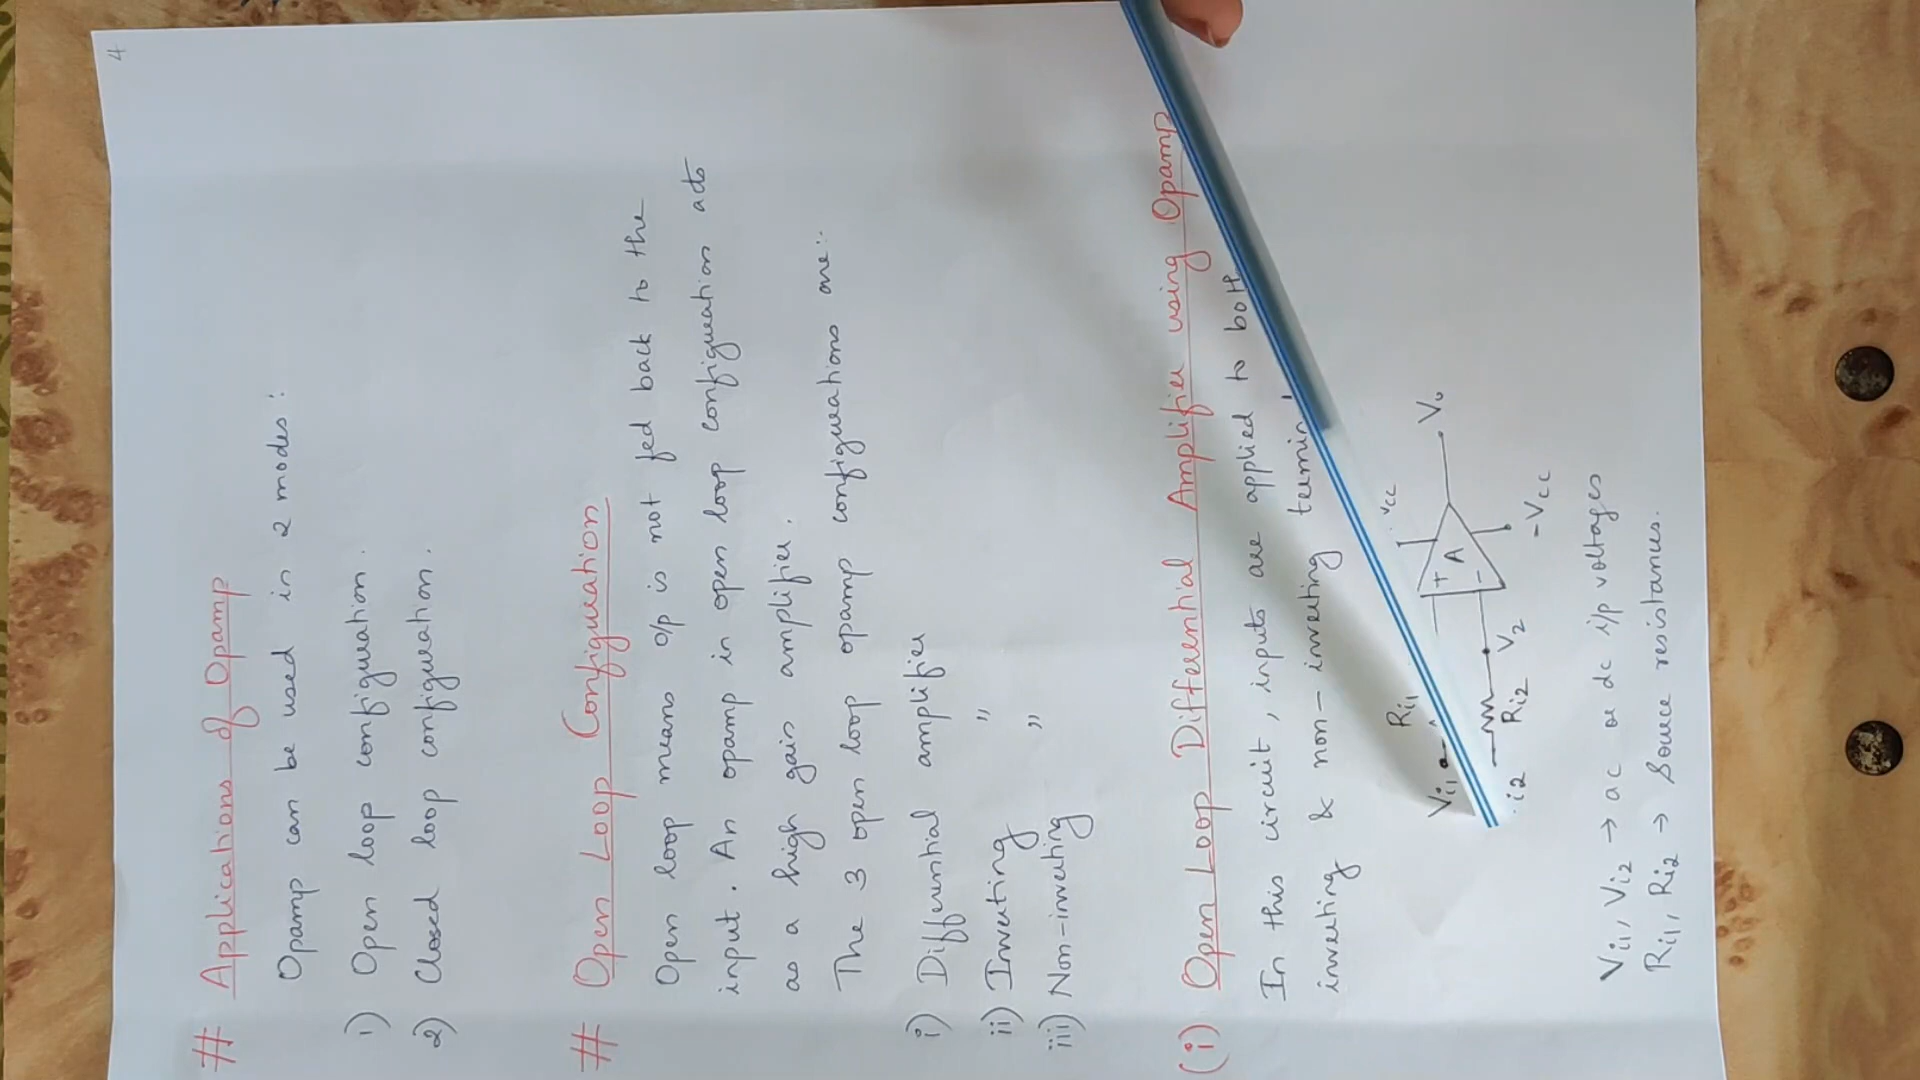 4
# Applications of Opamp
Opamp can be used in 2 modes :
1) Open loop configuration.
2) Closed loop configuration.
# Open Loop Configuration
Open loop means o/p is not fed back to the
input. An opamp in open loop configuration acts
as a high gain amplifier.
The 3 open loop opamp configurations are:-
i) Differential amplifier
ii) Inverting "
iii) Non-inverting "
(i) Open Loop Differential Amplifier using Opamp
In this circuit, inputs are applied to both
inverting & non-inverting
Vi1 Ri1 + A - Vcc Vo
i2 Ri2 V2 -Vcc
Vi1, Vi2 → ac or dc i/p voltages
Ri1, Ri2 → Source resistances.